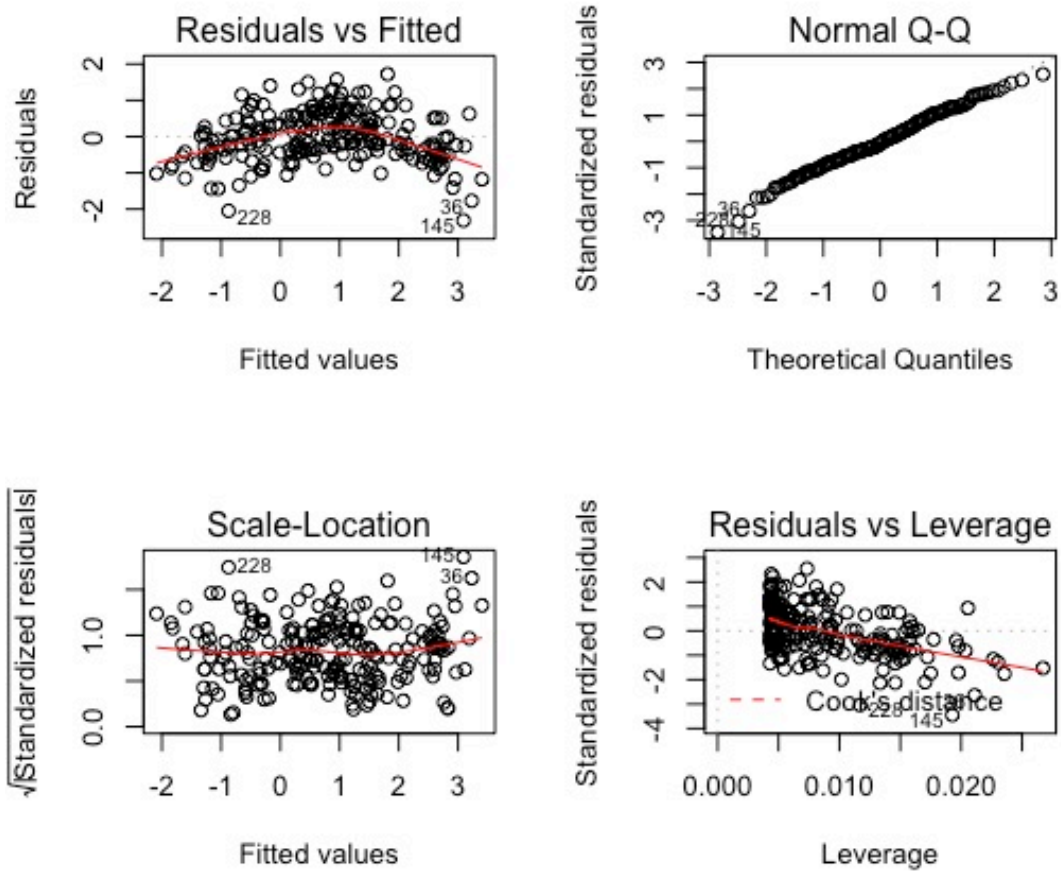 Residuals vs Fitted
Residuals
2
0
-2
228
36
145
-2 -1 0 1 2 3
Fitted values
Normal Q-Q
Standardized residuals
3
1
-1
-3
36
228
145
-3 -2 -1 0 1 2 3
Theoretical Quantiles
Scale-Location
√|Standardized residuals|
1.0
0.0
228
145
36
-2 -1 0 1 2 3
Fitted values
Residuals vs Leverage
Standardized residuals
2
0
-2
-4
Cook's distance
228
145
0.000 0.010 0.020
Leverage